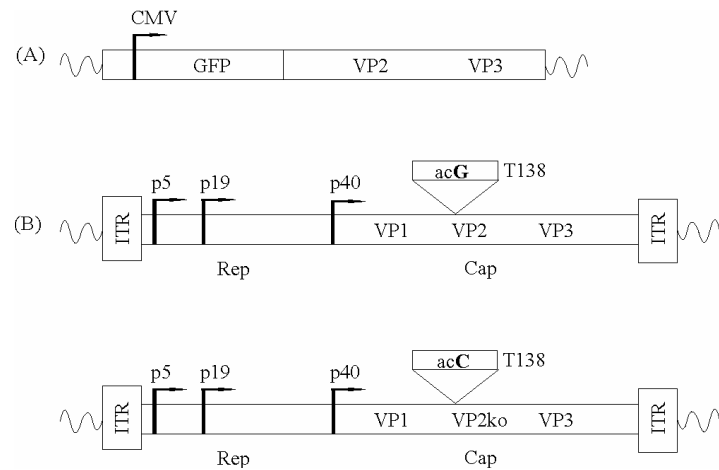 CMV
(A)
GFP VP2 VP3
acG T138
p5 p19 p40
(B) ITR VP1 VP2 VP3 ITR
Rep Cap
acC T138
p5 p19 p40
ITR VP1 VP2ko VP3 ITR
Rep Cap